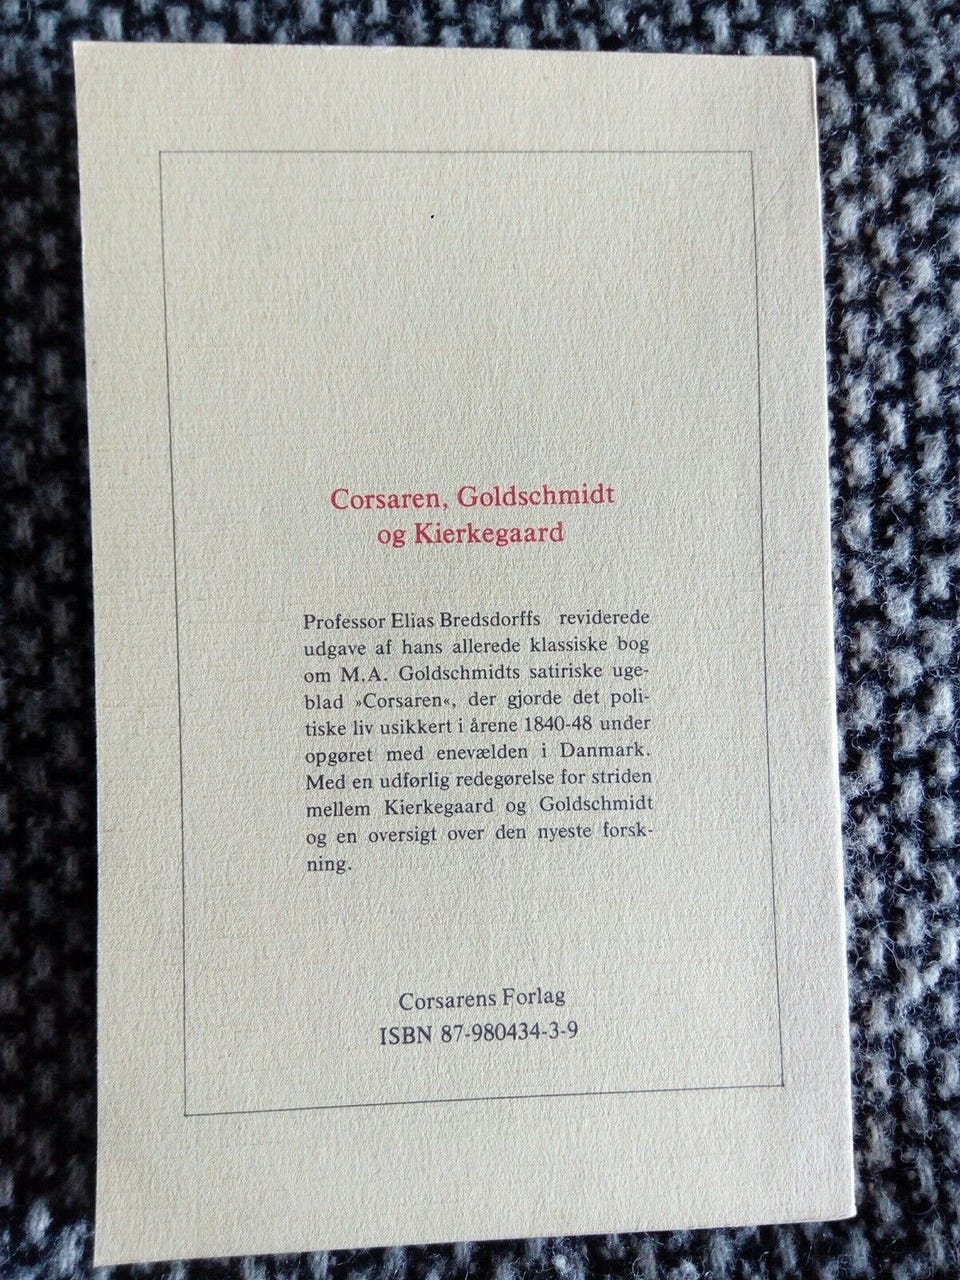 Corsaren, Goldschmidt
og Kierkegaard
Professor Elias Bredsdorffs reviderede
udgave af hans allerede klassiske bog
om M.A. Goldschmidts satiriske uge-
blad »Corsaren«, der gjorde det poli-
tiske liv usikkert i årene 1840-48 under
opgøret med enevælden i Danmark.
Med en udførlig redegørelse for striden
mellem Kierkegaard og Goldschmidt
og en oversigt over den nyeste forsk-
ning.
Corsarens Forlag
ISBN 87-980434-3-9